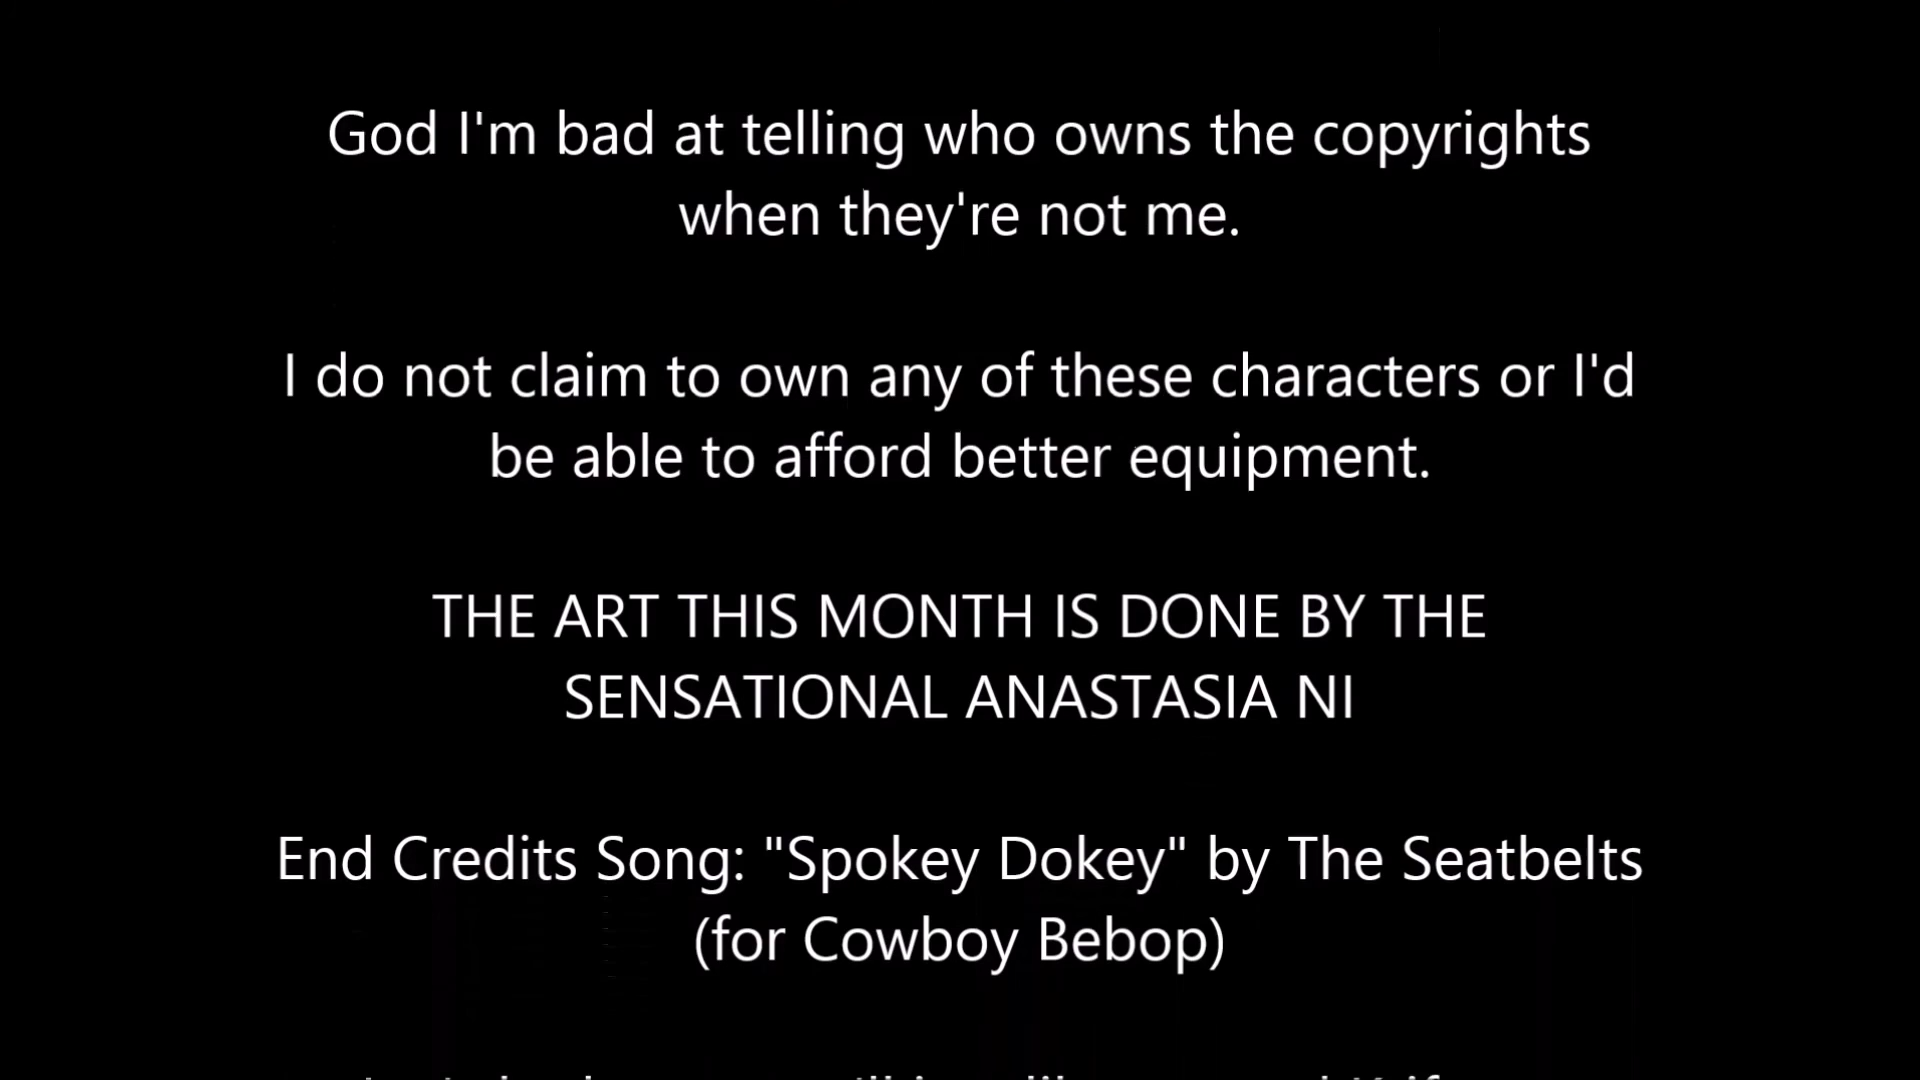 God I'm bad at telling who owns the copyrights
when they're not me.
I do not claim to own any of these characters or I'd
be able to afford better equipment.
THE ART THIS MONTH IS DONE BY THE
SENSATIONAL ANASTASIA NI
End Credits Song: "Spokey Dokey" by The Seatbelts
(for Cowboy Bebop)